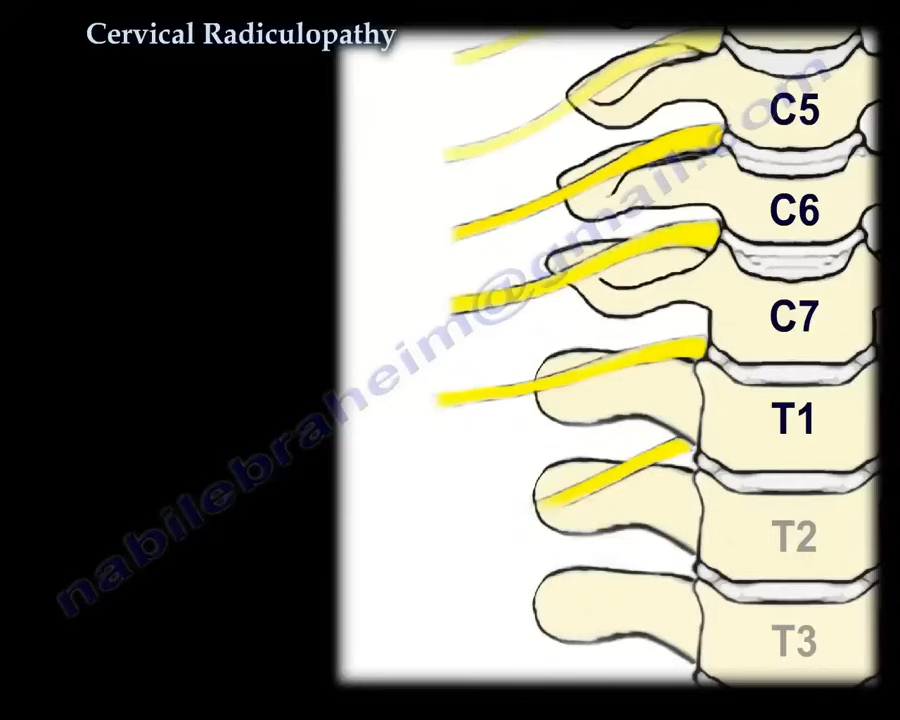 Cervical Radiculopathy
C5
C6
C7
T1
T2
T3
nabilebraheim@gmail.com